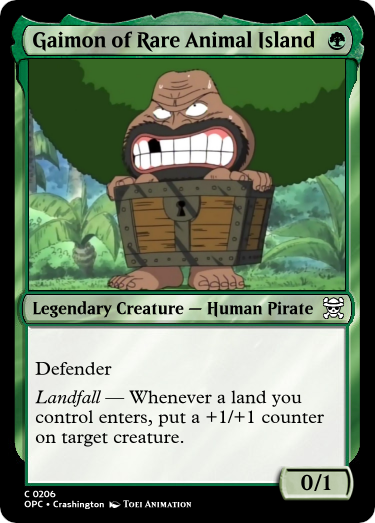 Gaimon of Rare Animal Island
Legendary Creature — Human Pirate
Defender
Landfall — Whenever a land you
control enters, put a +1/+1 counter
on target creature.
0/1
C 0206
OPC • Crashington TOEI ANIMATION